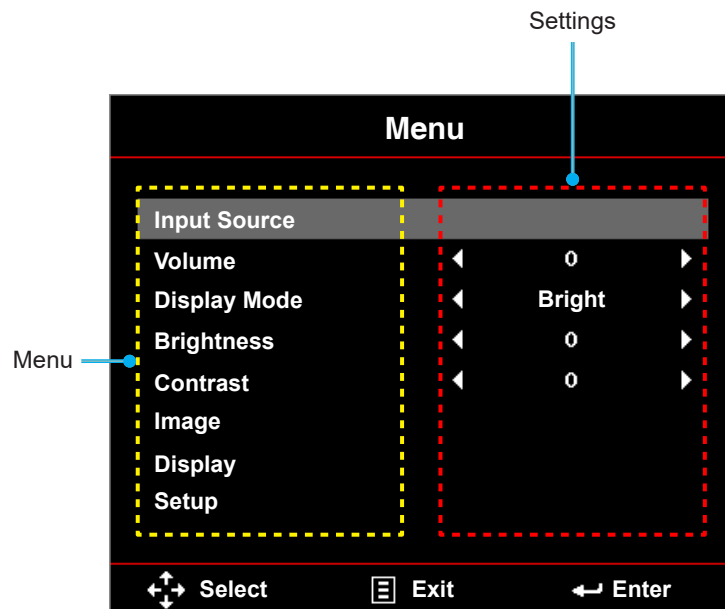 Settings
Menu
Input Source
Volume 0
Display Mode Bright
Brightness 0
Menu
Contrast 0
Image
Display
Setup
Select Exit Enter